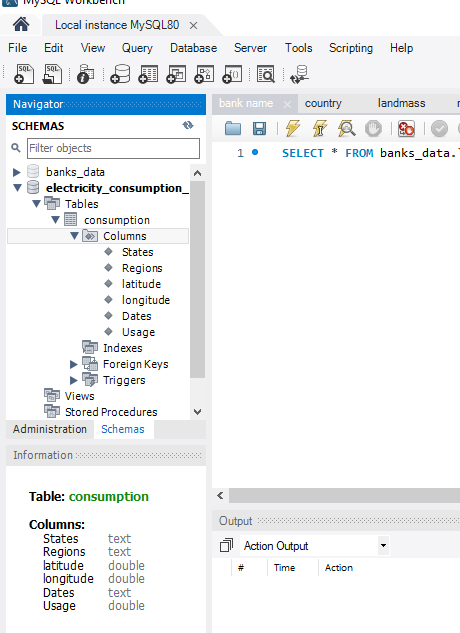 MySQL Workbench
Local instance MySQL80 ×
File Edit View Query Database Server Tools Scripting Help
Navigator
SCHEMAS
Filter objects
banks_data
electricity_consumption_
Tables
consumption
Columns
States
Regions
latitude
longitude
Dates
Usage
Indexes
Foreign Keys
Triggers
Views
Stored Procedures
Administration Schemas
Information
Table: consumption
Columns:
States text
Regions text
latitude double
longitude double
Dates text
Usage double
bank name × country landmass
1 SELECT * FROM banks_data.
Output
Action Output
# Time Action